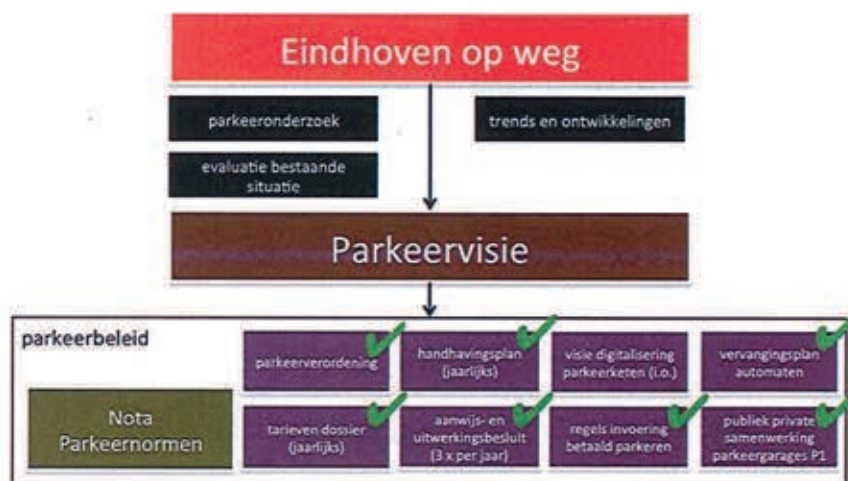 Eindhoven op weg
parkeeronderzoek
trends en ontwikkelingen
evaluatie bestaande
situatie
Parkeervisie
parkeerbeleid
parkeerverordening
handhavingsplan
(jaarlijks)
visie digitalisering
parkeerketen (i.o.)
vervangingsplan
automaten
Nota
Parkeernormen
tarieven dossier
(jaarlijks)
aanwijs- en
uitwerkingsbesluit
(3 x per jaar)
regels invoering
betaald parkeren
publiek private
samenwerking
parkeergarages P1